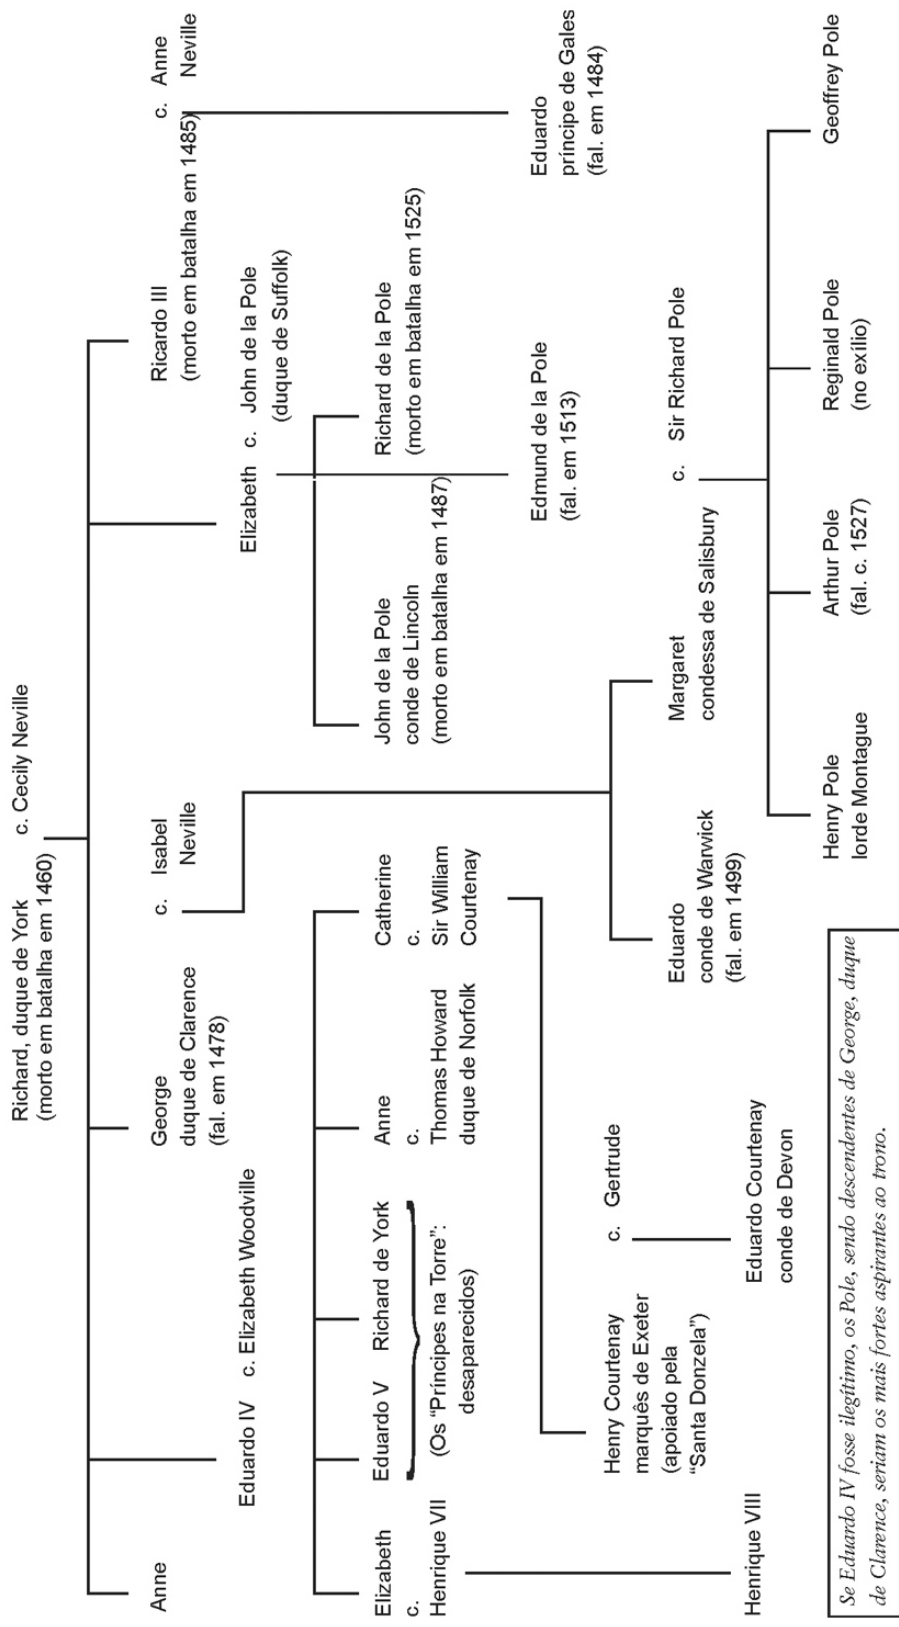 Richard, duque de York c. Cecily Neville
(morto em batalha em 1460)
Anne
Eduardo IV c. Elizabeth Woodville
George
duque de Clarence
(fal. em 1478)
c. Isabel
Neville
Elizabeth c. John de la Pole
(duque de Suffolk)
Ricardo III
(morto em batalha em 1485)
c. Anne
Neville
Elizabeth
c.
Henrique VII
Eduardo V Richard de York
(Os “Príncipes na Torre”:
desaparecidos)
Anne
c.
Thomas Howard
duque de Norfolk
Catherine
c.
Sir William
Courtenay
John de la Pole
conde de Lincoln
(morto em batalha em 1487)
Richard de la Pole
(morto em batalha em 1525)
Edmund de la Pole
(fal. em 1513)
Eduardo
príncipe de Gales
(fal. em 1484)
Henry Courtenay
marquês de Exeter
(apoiado pela
“Santa Donzela”)
c. Gertrude
Eduardo
conde de Warwick
(fal. em 1499)
Margaret
condessa de Salisbury
c. Sir Richard Pole
Henrique VIII
Eduardo Courtenay
conde de Devon
Henry Pole
lorde Montague
Arthur Pole
(fal. c. 1527)
Reginald Pole
(no exílio)
Geoffrey Pole
Se Eduardo IV fosse ilegítimo, os Pole, sendo descendentes de George, duque
de Clarence, seriam os mais fortes aspirantes ao trono.